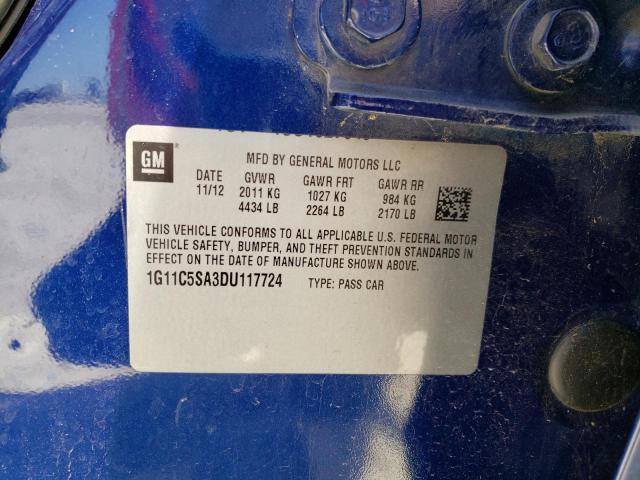 GM
MFD BY GENERAL MOTORS LLC
DATE GVWR GAWR FRT GAWR RR
11/12 2011 KG 1027 KG 984 KG
4434 LB 2264 LB 2170 LB
THIS VEHICLE CONFORMS TO ALL APPLICABLE U.S. FEDERAL MOTOR
VEHICLE SAFETY, BUMPER, AND THEFT PREVENTION STANDARDS IN
EFFECT ON THE DATE OF MANUFACTURE SHOWN ABOVE.
1G11C5SA3DU117724 TYPE: PASS CAR